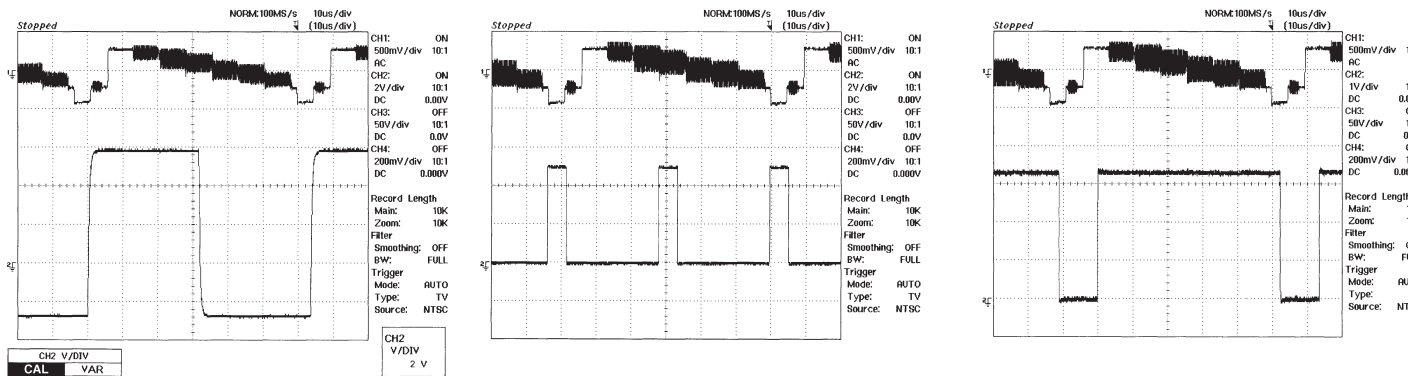 NORM:100MS/s 10us/div
Stopped (10us/div)
CH1: ON
500mV/div 10:1
AC
CH2: ON
2V/div 10:1
DC 0.00V
CH3: OFF
50V/div 10:1
DC 0.0V
CH4: OFF
200mV/div 10:1
DC 0.000V
Record Length
Main: 10K
Zoom: 10K
Filter
Smoothing: OFF
BW: FULL
Trigger
Mode: AUTO
Type: TV
Source: NTSC
CH2 V/DIV
CAL VAR
CH2
V/DIV
2 V
NORM:100MS/s 10us/div
Stopped (10us/div)
CH1: ON
500mV/div 10:1
AC
CH2: ON
2V/div 10:1
DC 0.00V
CH3: OFF
50V/div 10:1
DC 0.0V
CH4: OFF
200mV/div 10:1
DC 0.000V
Record Length
Main: 10K
Zoom: 10K
Filter
Smoothing: OFF
BW: FULL
Trigger
Mode: AUTO
Type: TV
Source: NTSC
NORM:100MS/s 10us/div
Stopped (10us/div)
CH1:
500mV/div
AC
CH2:
1V/div
DC
CH3:
50V/div
DC
CH4:
200mV/div
DC
Record Length
Main:
Zoom:
Filter
Smoothing:
BW:
Trigger
Mode:
Type:
Source: